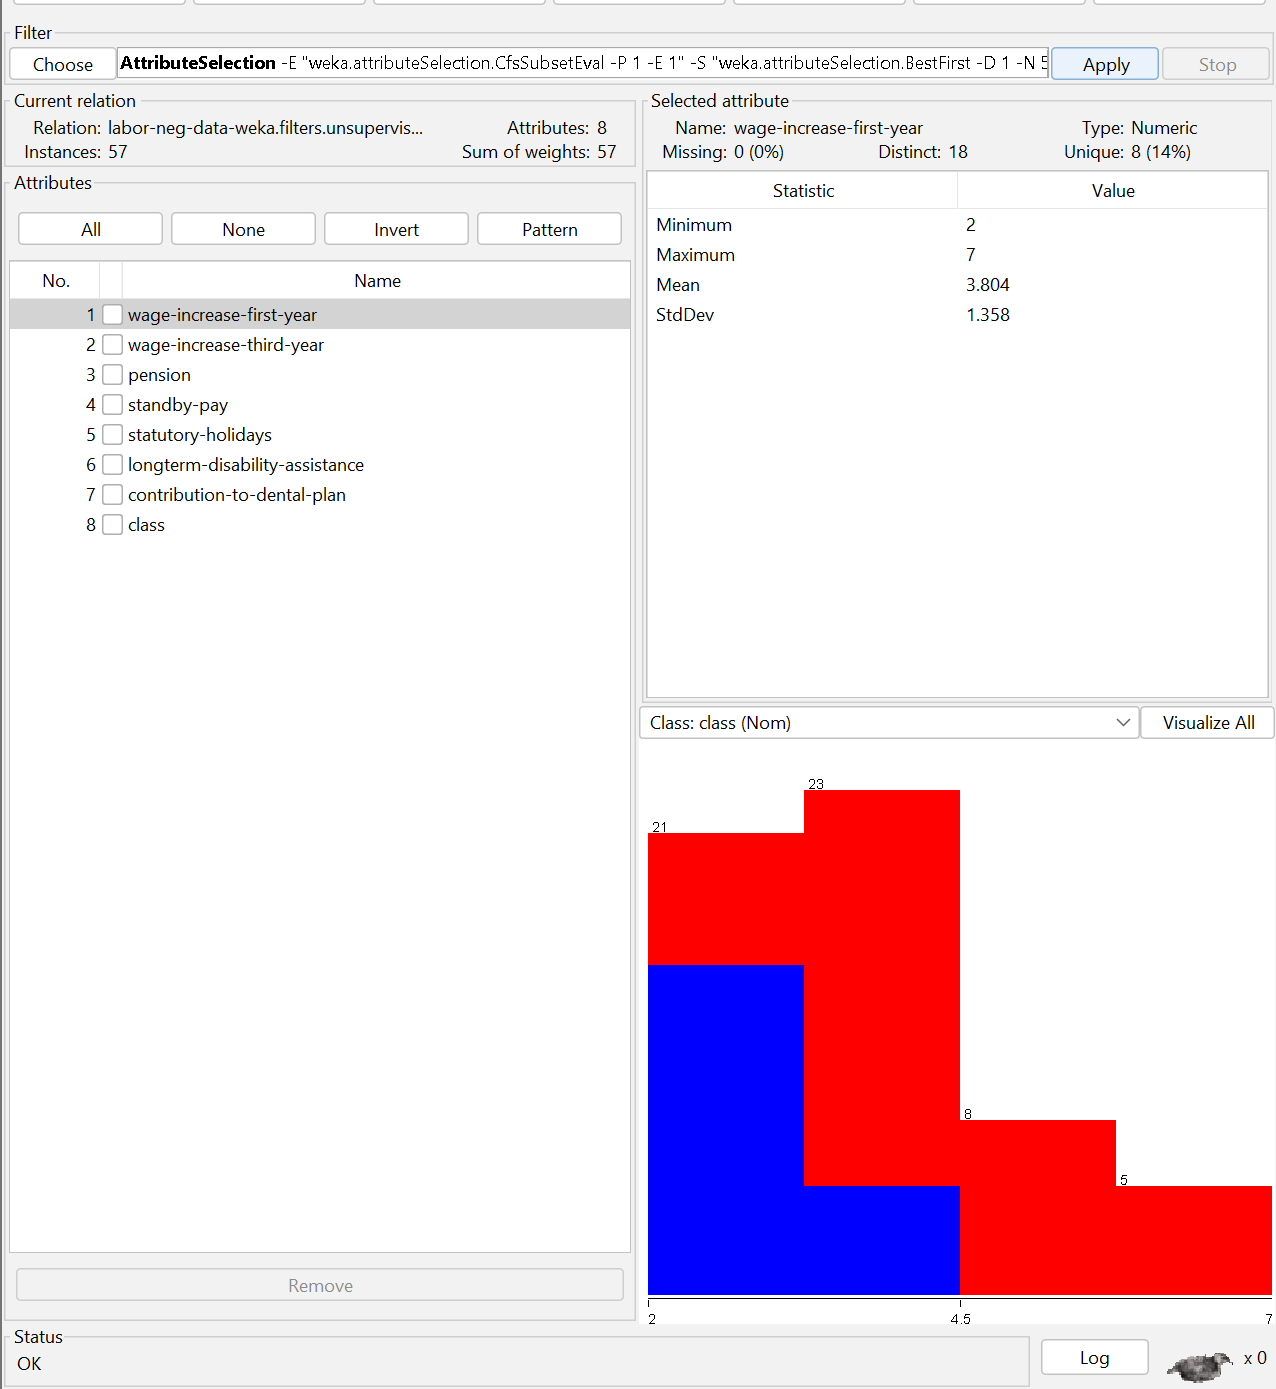 Filter
Choose AttributeSelection -E "weka.attributeSelection.CfsSubsetEval -P 1 -E 1" -S "weka.attributeSelection.BestFirst -D 1 -N 5 Apply Stop
Current relation
Relation: labor-neg-data-weka.filters.unsupervis... Attributes: 8
Instances: 57 Sum of weights: 57
Attributes
All None Invert Pattern
No. Name
1 wage-increase-first-year
2 wage-increase-third-year
3 pension
4 standby-pay
5 statutory-holidays
6 longterm-disability-assistance
7 contribution-to-dental-plan
8 class
Remove
Selected attribute
Name: wage-increase-first-year Type: Numeric
Missing: 0 (0%) Distinct: 18 Unique: 8 (14%)
Statistic Value
Minimum 2
Maximum 7
Mean 3.804
StdDev 1.358
Class: class (Nom) Visualize All
23
21
8
5
2 4.5 7
Status
OK
Log x 0